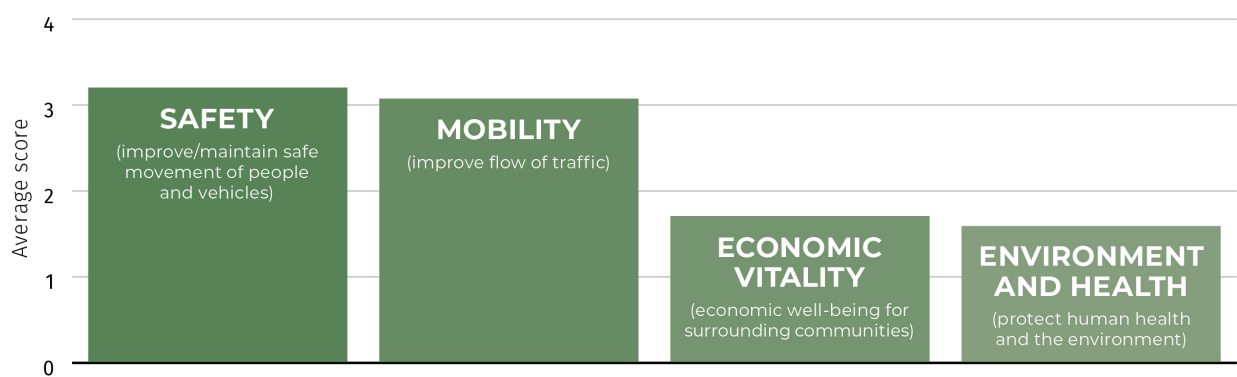 4
3
2
1
0
Average score
SAFETY
(improve/maintain safe
movement of people
and vehicles)
MOBILITY
(improve flow of traffic)
ECONOMIC
VITALITY
(economic well-being for
surrounding communities)
ENVIRONMENT
AND HEALTH
(protect human health
and the environment)